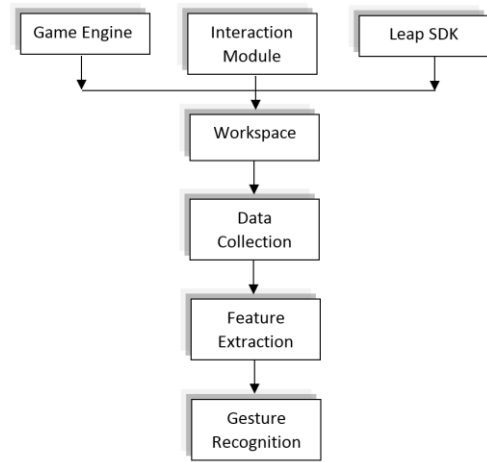 Game Engine
Interaction
Module
Leap SDK
Workspace
Data
Collection
Feature
Extraction
Gesture
Recognition